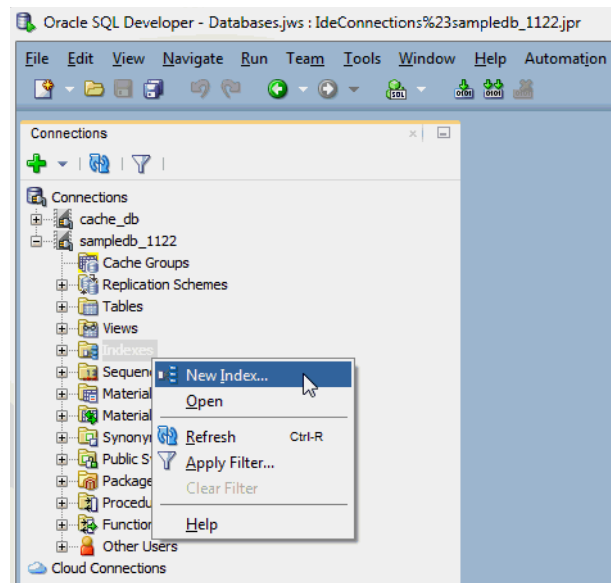 Oracle SQL Developer - Databases.jws : IdeConnections%23sampledb_1122.jpr
File Edit View Navigate Run Team Tools Window Help Automation
Connections
Connections
cache_db
sampledb_1122
Cache Groups
Replication Schemes
Tables
Views
Indexes
Sequen
New Index...
Material
Open
Material
Synonym
Refresh Ctrl-R
Public S
Apply Filter...
Package
Clear Filter
Procedu
Function
Help
Other Users
Cloud Connections